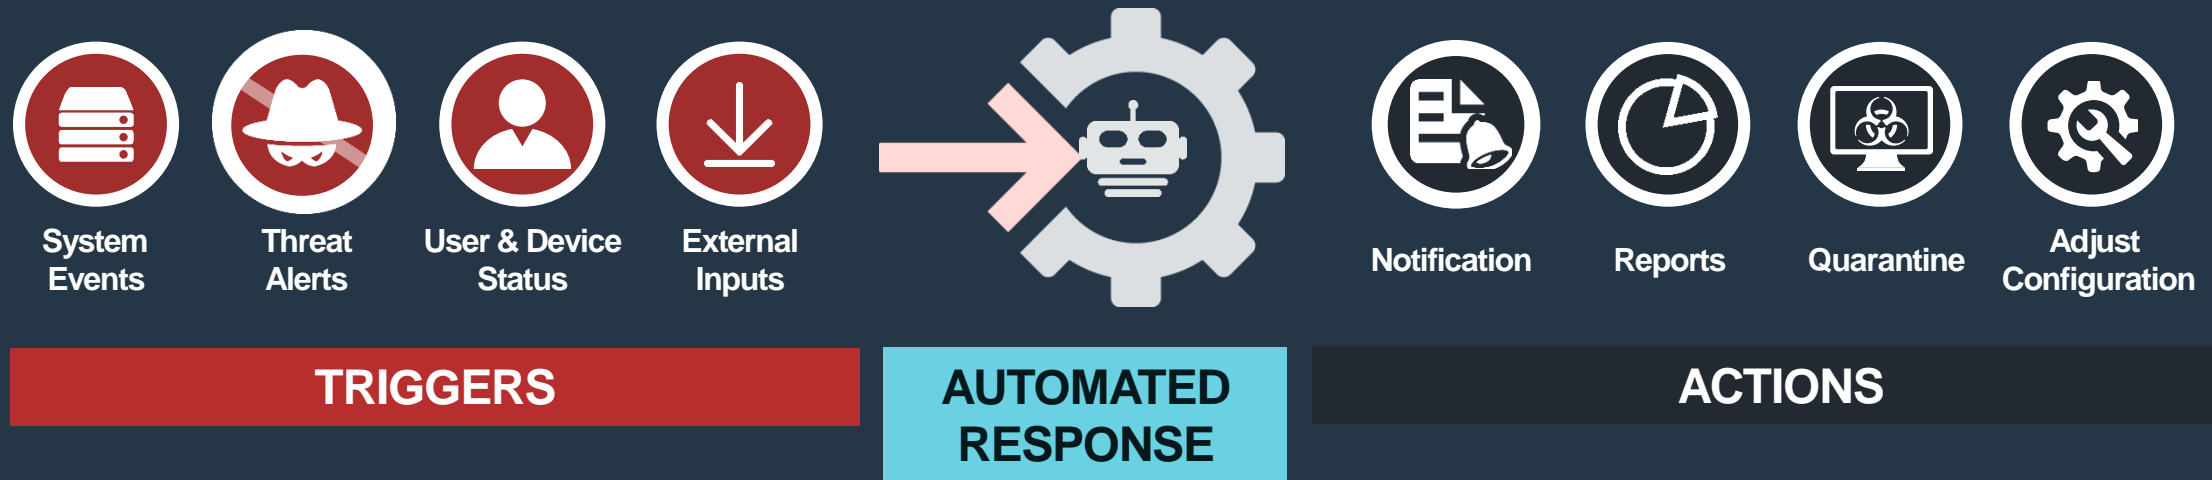 System
Events
Threat
Alerts
User & Device
Status
External
Inputs
Notification
Reports
Quarantine
Adjust
Configuration
TRIGGERS
AUTOMATED
RESPONSE
ACTIONS